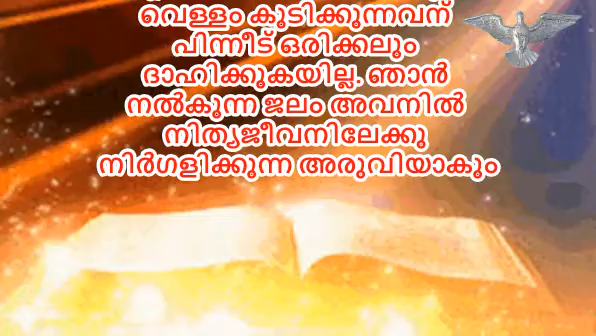 വെള്ളം കുടിക്കുന്നവന്
പിന്നീട് ഒരിക്കലും
ദാഹിക്കുകയില്ല. ഞാൻ
നൽകുന്ന ജലം അവനിൽ
നിത്യജീവനിലേക്കു
നിർഗളിക്കുന്ന അരുവിയാകും